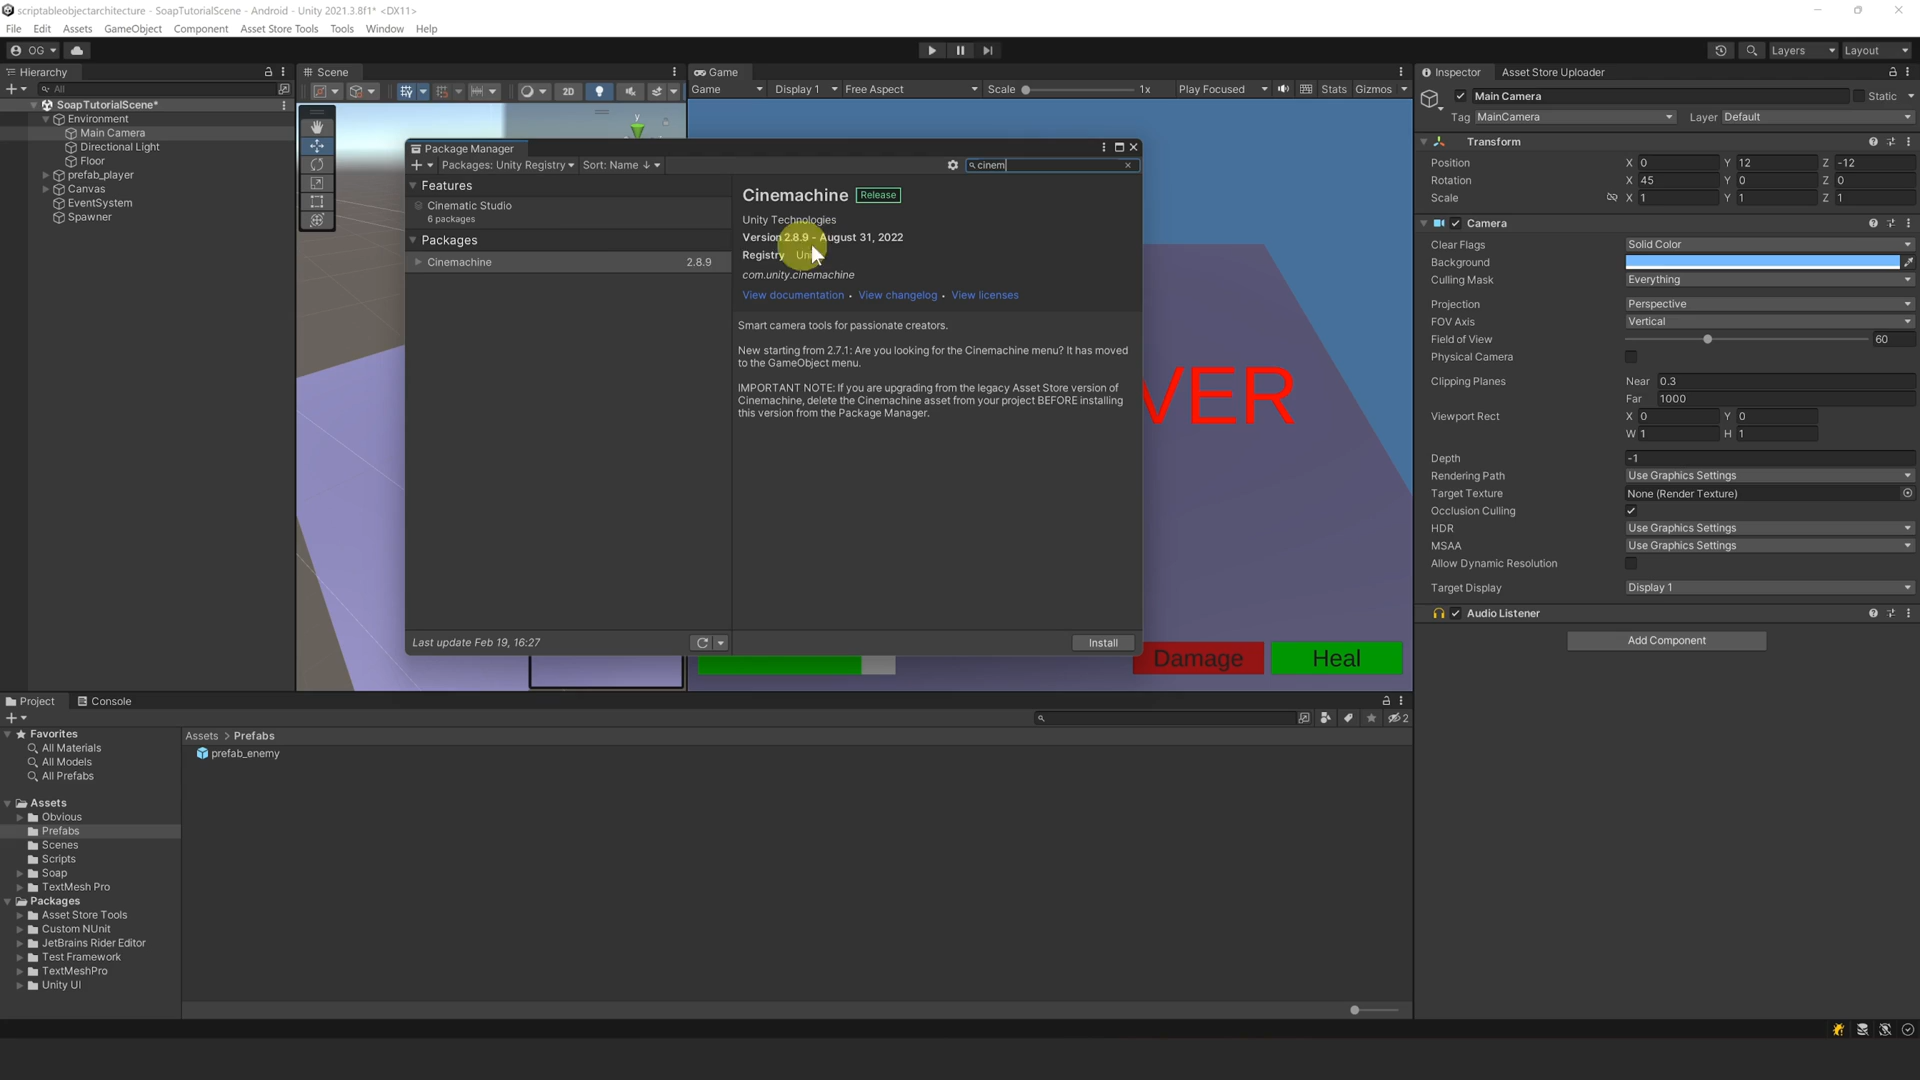 scriptableobjectarchitecture - SoapTutorialScene - Android - Unity 2021.3.8f1* <DX11>
File Edit Assets GameObject Component Asset Store Tools Tools Window Help
OG Layers Layout
Hierarchy
All
SoapTutorialScene*
Environment
Main Camera
Directional Light
Floor
prefab_player
Canvas
EventSystem
Spawner
Scene
2D
y
Game
Game Display 1 Free Aspect Scale 1x Play Focused Stats Gizmos
VER
Damage Heal
Package Manager
Packages: Unity Registry Sort: Name ↓ cinem
Features
Cinematic Studio
6 packages
Packages
Cinemachine 2.8.9
Last update Feb 19, 16:27
Cinemachine Release
Unity Technologies
Version 2.8.9 - August 31, 2022
Registry
com.unity.cinemachine
View documentation • View changelog • View licenses
Smart camera tools for passionate creators.
New starting from 2.7.1: Are you looking for the Cinemachine menu? It has moved
to the GameObject menu.
IMPORTANT NOTE: If you are upgrading from the legacy Asset Store version of
Cinemachine, delete the Cinemachine asset from your project BEFORE installing
this version from the Package Manager.
Install
Inspector Asset Store Uploader
Main Camera Static
Tag MainCamera Layer Default
Transform
Position X 0 Y 12 Z -12
Rotation X 45 Y 0 Z 0
Scale X 1 Y 1 Z 1
Camera
Clear Flags Solid Color
Background
Culling Mask Everything
Projection Perspective
FOV Axis Vertical
Field of View 60
Physical Camera
Clipping Planes Near 0.3
Far 1000
Viewport Rect X 0 Y 0
W 1 H 1
Depth -1
Rendering Path Use Graphics Settings
Target Texture None (Render Texture)
Occlusion Culling
HDR Use Graphics Settings
MSAA Use Graphics Settings
Allow Dynamic Resolution
Target Display Display 1
Audio Listener
Add Component
Project Console
2
Favorites
All Materials
All Models
All Prefabs
Assets
Obvious
Prefabs
Scenes
Scripts
Soap
TextMesh Pro
Packages
Asset Store Tools
Custom NUnit
JetBrains Rider Editor
Test Framework
TextMeshPro
Unity UI
Assets > Prefabs
prefab_enemy